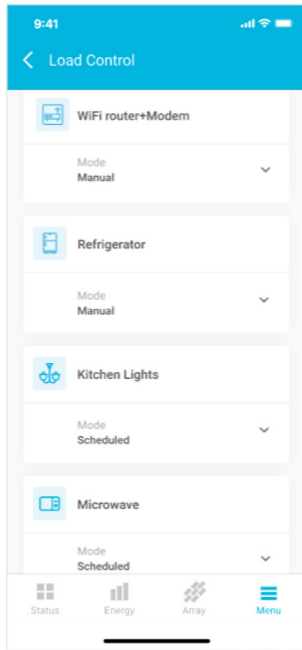 9:41
Load Control
WiFi router+Modem
Mode
Manual
Refrigerator
Mode
Manual
Kitchen Lights
Mode
Scheduled
Microwave
Mode
Scheduled
Status Energy Array Menu